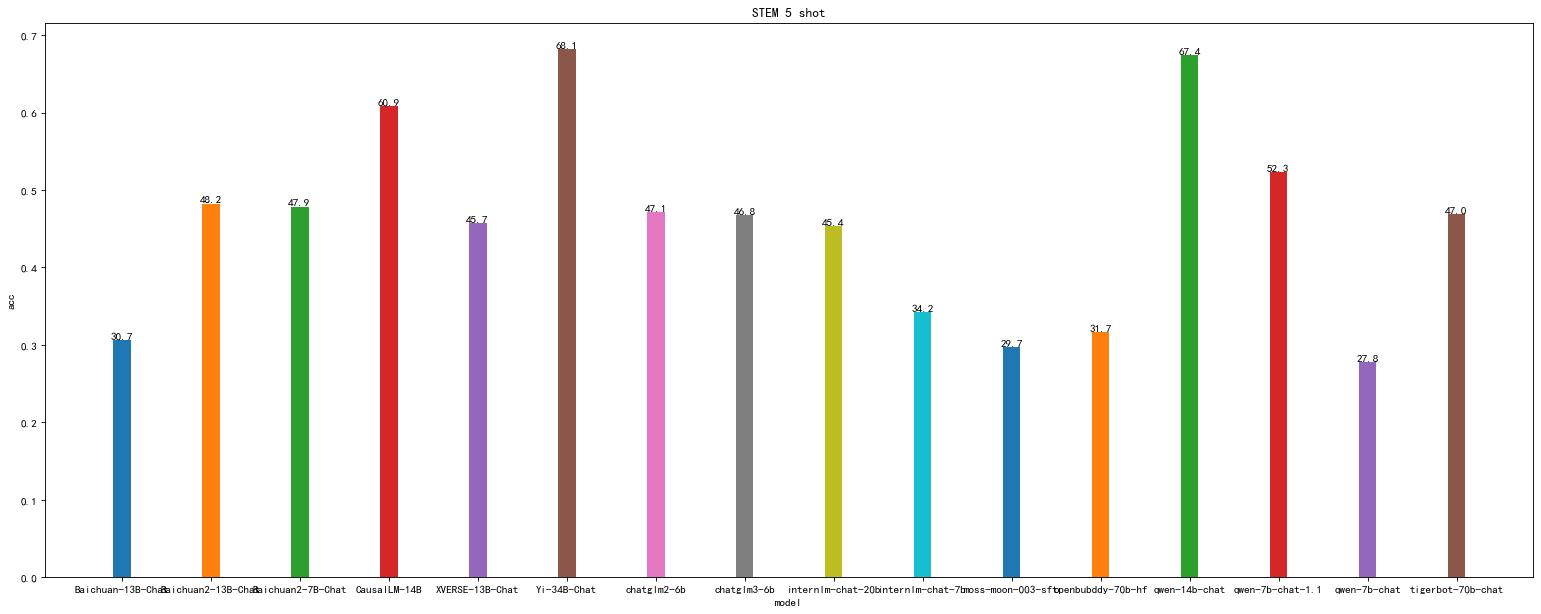 STEM 5 shot
acc
0.7
0.6
0.5
0.4
0.3
0.2
0.1
0.0
30.7
48.2
47.9
60.9
45.7
68.1
47.1
46.8
45.4
34.2
29.7
31.7
67.4
52.3
27.8
47.0
Baichuan-13B-Chat
Baichuan2-13B-Chat
Baichuan2-7B-Chat
CausalLM-14B
XVERSE-13B-Chat
Yi-34B-Chat
chatglm2-6b
chatglm3-6b
internlm-chat-20b
internlm-chat-7b
moss-moon-003-sft
openbubddy-70b-hf
qwen-14b-chat
qwen-7b-chat-1.1
qwen-7b-chat
tigerbot-70b-chat
model